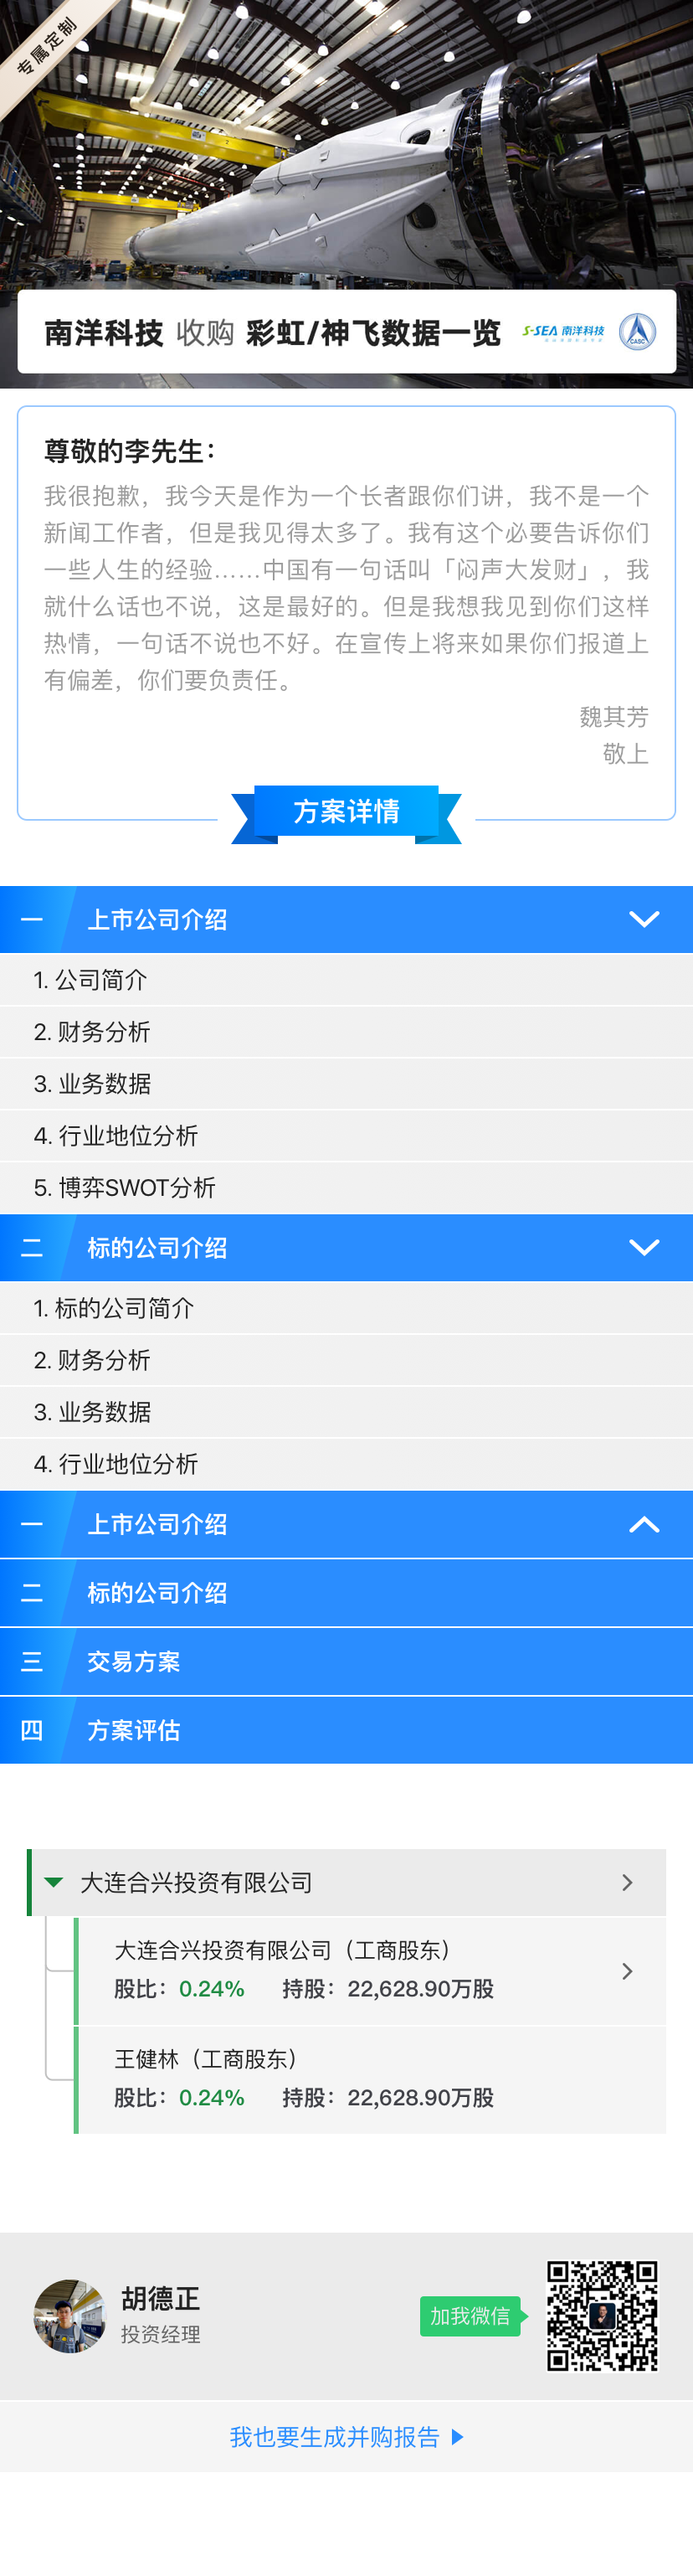 专属定制
南洋科技 收购 彩虹/神飞数据一览
S-SEA 南洋科技
CASC
尊敬的李先生：
我很抱歉，我今天是作为一个长者跟你们讲，我不是一个
新闻工作者，但是我见得太多了。我有这个必要告诉你们
一些人生的经验……中国有一句话叫「闷声大发财」，我
就什么话也不说，这是最好的。但是我想我见到你们这样
热情，一句话不说也不好。在宣传上将来如果你们报道上
有偏差，你们要负责任。
魏其芳
敬上
方案详情
一 上市公司介绍
1. 公司简介
2. 财务分析
3. 业务数据
4. 行业地位分析
5. 博弈SWOT分析
二 标的公司介绍
1. 标的公司简介
2. 财务分析
3. 业务数据
4. 行业地位分析
一 上市公司介绍
二 标的公司介绍
三 交易方案
四 方案评估
大连合兴投资有限公司
大连合兴投资有限公司（工商股东）
股比：0.24% 持股：22,628.90万股
王健林（工商股东）
股比：0.24% 持股：22,628.90万股
胡德正
投资经理
加我微信
我也要生成并购报告